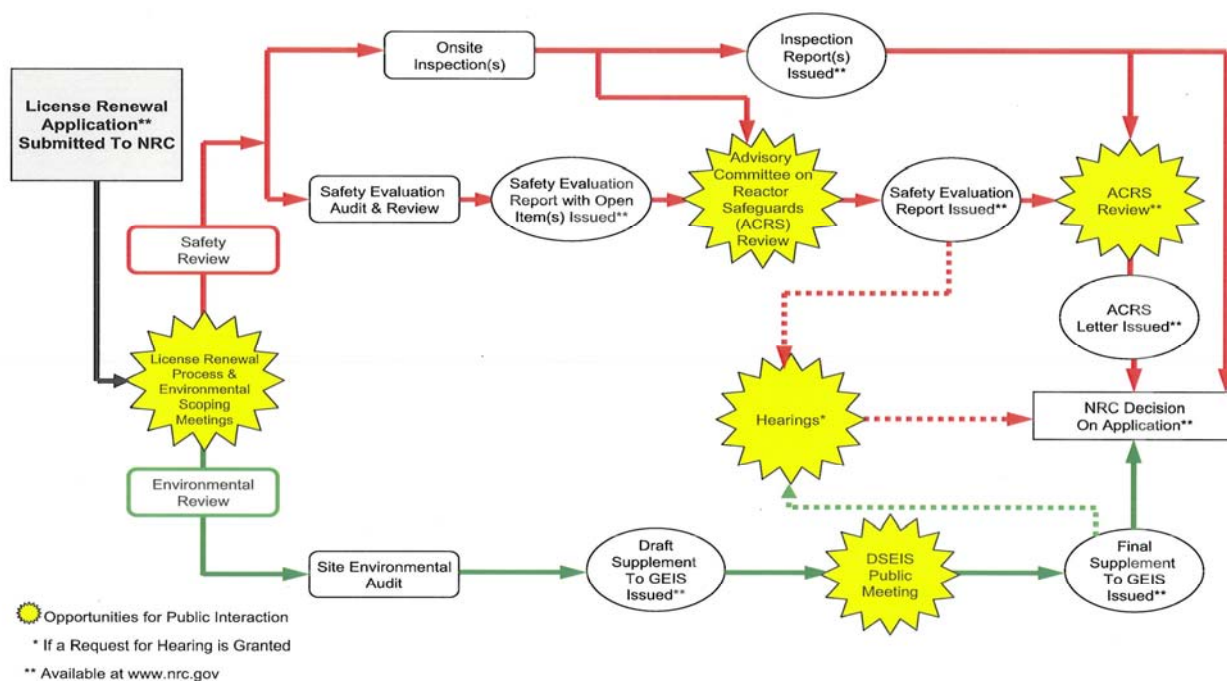 License Renewal
Application**
Submitted To NRC
Onsite
Inspection(s)
Inspection
Report(s)
Issued**
Safety Evaluation
Audit & Review
Safety Evaluation
Report with Open
Item(s) Issued**
Advisory
Committee on
Reactor
Safeguards
(ACRS)
Review
Safety Evaluation
Report Issued**
ACRS
Review**
Safety
Review
ACRS
Letter Issued**
License Renewal
Process &
Environmental
Scoping
Meetings
Hearings*
NRC Decision
On Application**
Environmental
Review
Site Environmental
Audit
Draft
Supplement
To GEIS
Issued**
DSEIS
Public
Meeting
Final
Supplement
To GEIS
Issued**
Opportunities for Public Interaction
* If a Request for Hearing is Granted
** Available at www.nrc.gov